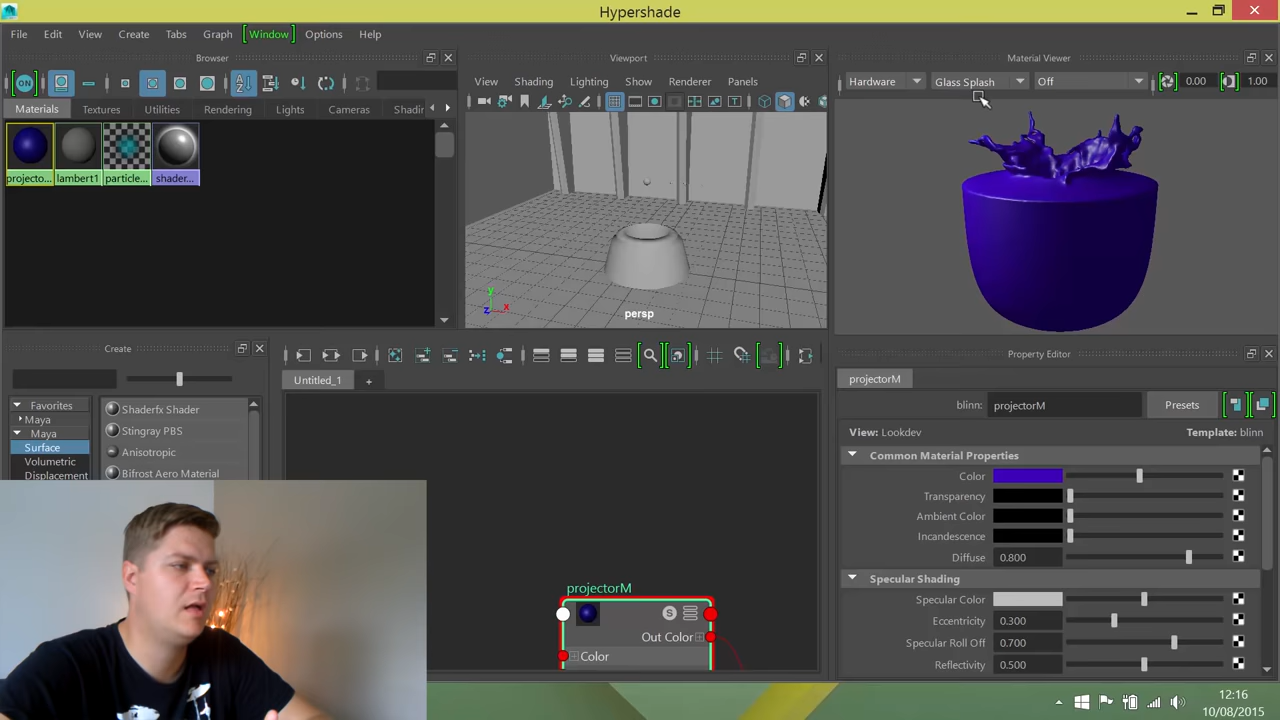 Hypershade
File Edit View Create Tabs Graph Window Options Help
Browser
Viewport
Material Viewer
ON
View Shading Lighting Show Renderer Panels
Hardware Glass Splash Off 0.00 1.00
Materials Textures Utilities Rendering Lights Cameras Shadi
projecto... lambert1 particle... shader...
y
z x
persp
Create
Untitled_1 +
Property Editor
projectorM
blinn: projectorM Presets
View: Lookdev Template: blinn
Favorites
Maya
Maya
Surface
Volumetric
Displacement
Shaderfx Shader
Stingray PBS
Anisotropic
Bifrost Aero Material
Common Material Properties
Color
Transparency
Ambient Color
Incandescence
Diffuse 0.800
Specular Shading
Specular Color
Eccentricity 0.300
Specular Roll Off 0.700
Reflectivity 0.500
projectorM
S
Out Color
Color
12:16
10/08/2015